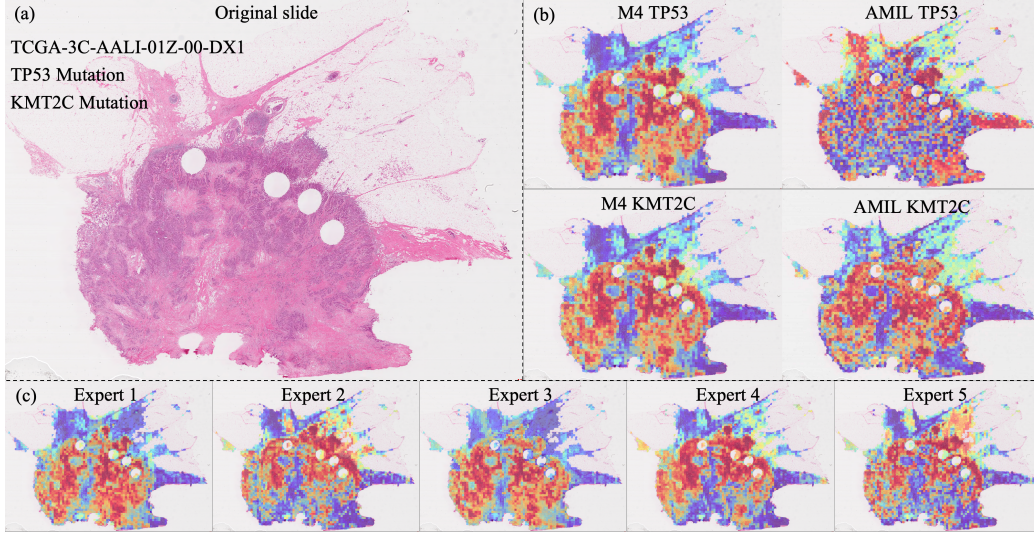 (a)
Original slide
TCGA-3C-AALI-01Z-00-DX1
TP53 Mutation
KMT2C Mutation
(b)
M4 TP53
AMIL TP53
M4 KMT2C
AMIL KMT2C
(c)
Expert 1
Expert 2
Expert 3
Expert 4
Expert 5